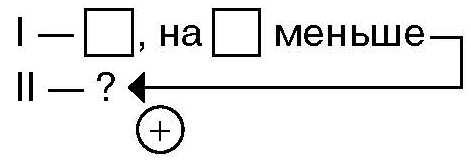 I — □, на □ меньше
II — ?
+